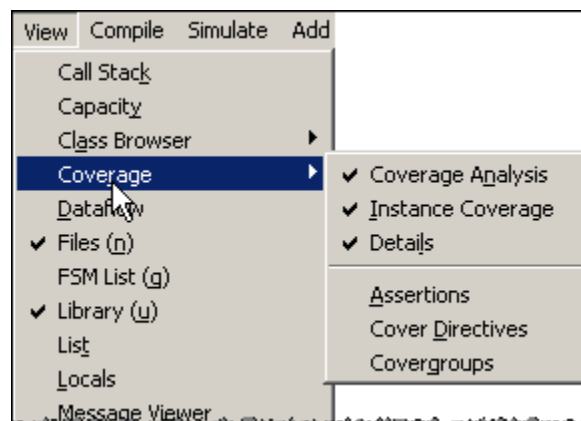 View Compile Simulate Add
Call Stack
Capacity
Class Browser
Coverage
Dataflow
Files (n)
FSM List (g)
Library (u)
List
Locals
Message Viewer
Coverage Analysis
Instance Coverage
Details
Assertions
Cover Directives
Covergroups